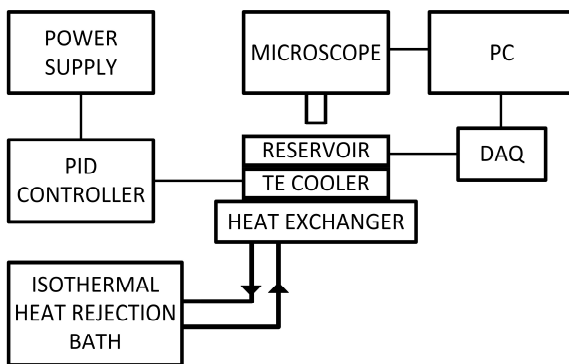 POWER
SUPPLY
MICROSCOPE
PC
PID
CONTROLLER
RESERVOIR
DAQ
TE COOLER
HEAT EXCHANGER
ISOTHERMAL
HEAT REJECTION
BATH